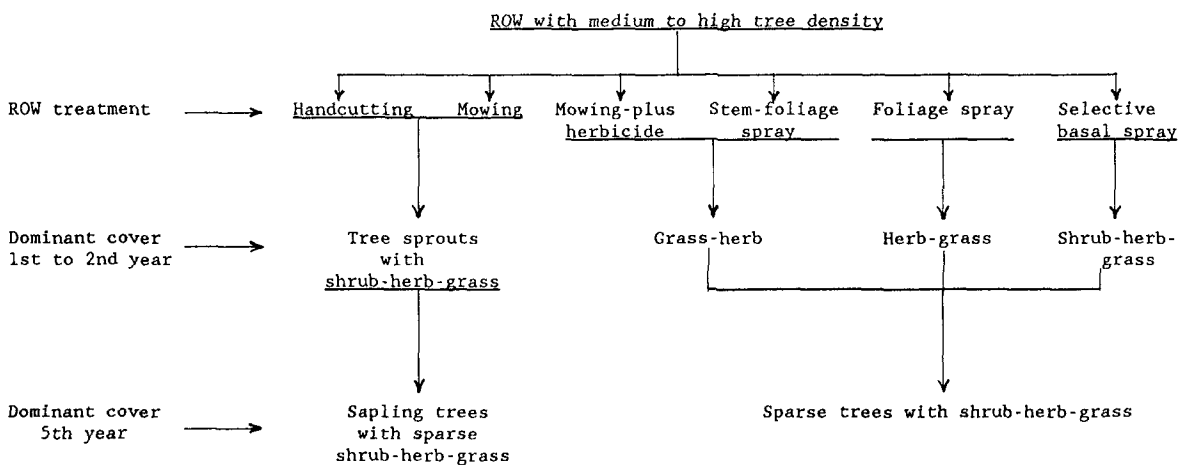 ROW with medium to high tree density
ROW treatment
Handcutting Mowing Mowing-plus Stem-foliage Foliage spray Selective
herbicide spray basal spray
Dominant cover
1st to 2nd year
Tree sprouts
with
shrub-herb-grass
Grass-herb
Herb-grass
Shrub-herb-
grass
Dominant cover
5th year
Sapling trees
with sparse
shrub-herb-grass
Sparse trees with shrub-herb-grass